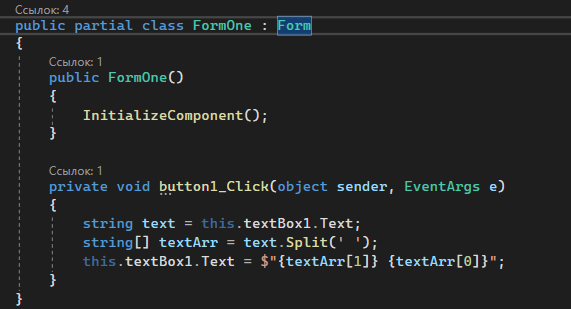 Ссылок: 4
public partial class FormOne : Form
{
Ссылок: 1
public FormOne()
{
InitializeComponent();
}
Ссылок: 1
private void button1_Click(object sender, EventArgs e)
{
string text = this.textBox1.Text;
string[] textArr = text.Split(' ');
this.textBox1.Text = $"{textArr[1]} {textArr[0]}";
}
}